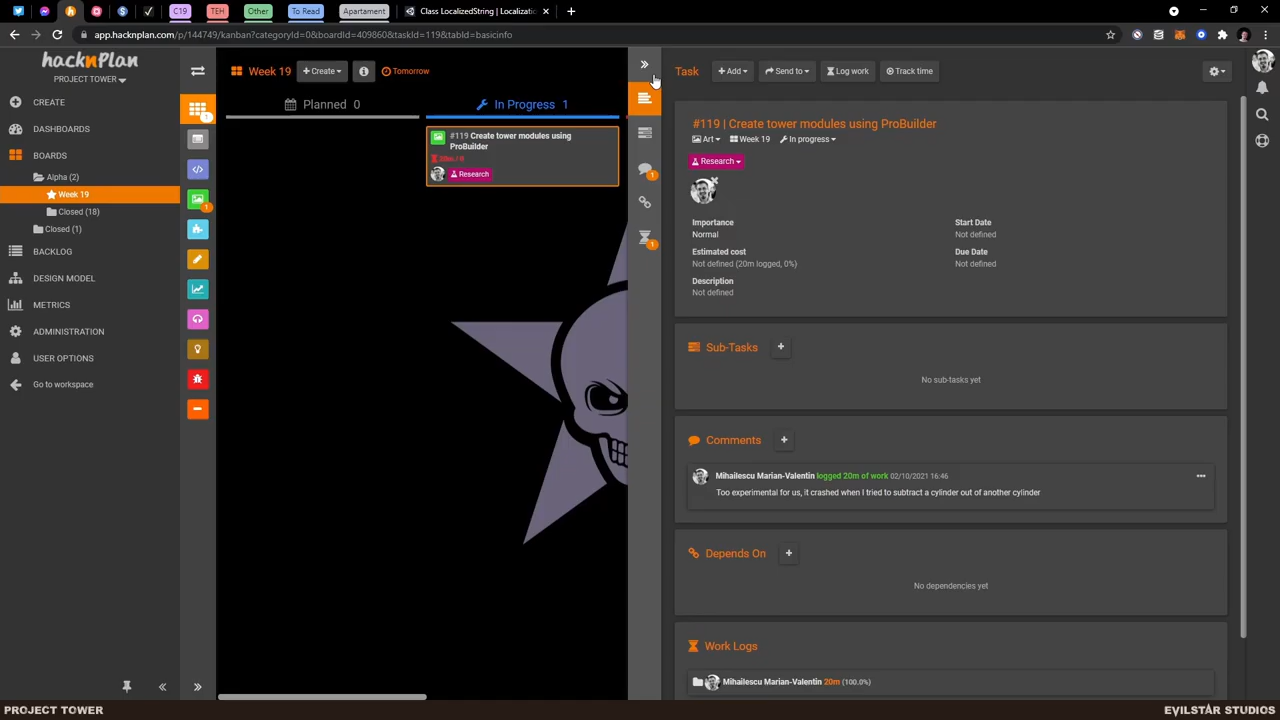 C19
TEH
Other
To Read
Apartament
Class LocalizedString | Localizatio
app.hacknplan.com/p/144749/kanban?categoryId=0&boardId=409860&taskId=119&tabId=basicinfo
hacknPlan
PROJECT TOWER
CREATE
DASHBOARDS
BOARDS
Alpha (2)
Week 19
Closed (18)
Closed (1)
BACKLOG
DESIGN MODEL
METRICS
ADMINISTRATION
USER OPTIONS
Go to workspace
1
1
Week 19
+ Create
Tomorrow
Planned 0
In Progress 1
#119 Create tower modules using
ProBuilder
20m / 0
Research
1
1
Task
+ Add
Send to
Log work
Track time
#119 | Create tower modules using ProBuilder
Art
Week 19
In progress
Research
Importance
Normal
Start Date
Not defined
Estimated cost
Not defined (20m logged, 0%)
Due Date
Not defined
Description
Not defined
Sub-Tasks +
No sub-tasks yet
Comments +
Mihailescu Marian-Valentin logged 20m of work 02/10/2021 16:46
Too experimental for us, it crashed when I tried to subtract a cylinder out of another cylinder
Depends On +
No dependencies yet
Work Logs
Mihailescu Marian-Valentin 20m (100.0%)
PROJECT TOWER
EVILSTAR STUDIOS